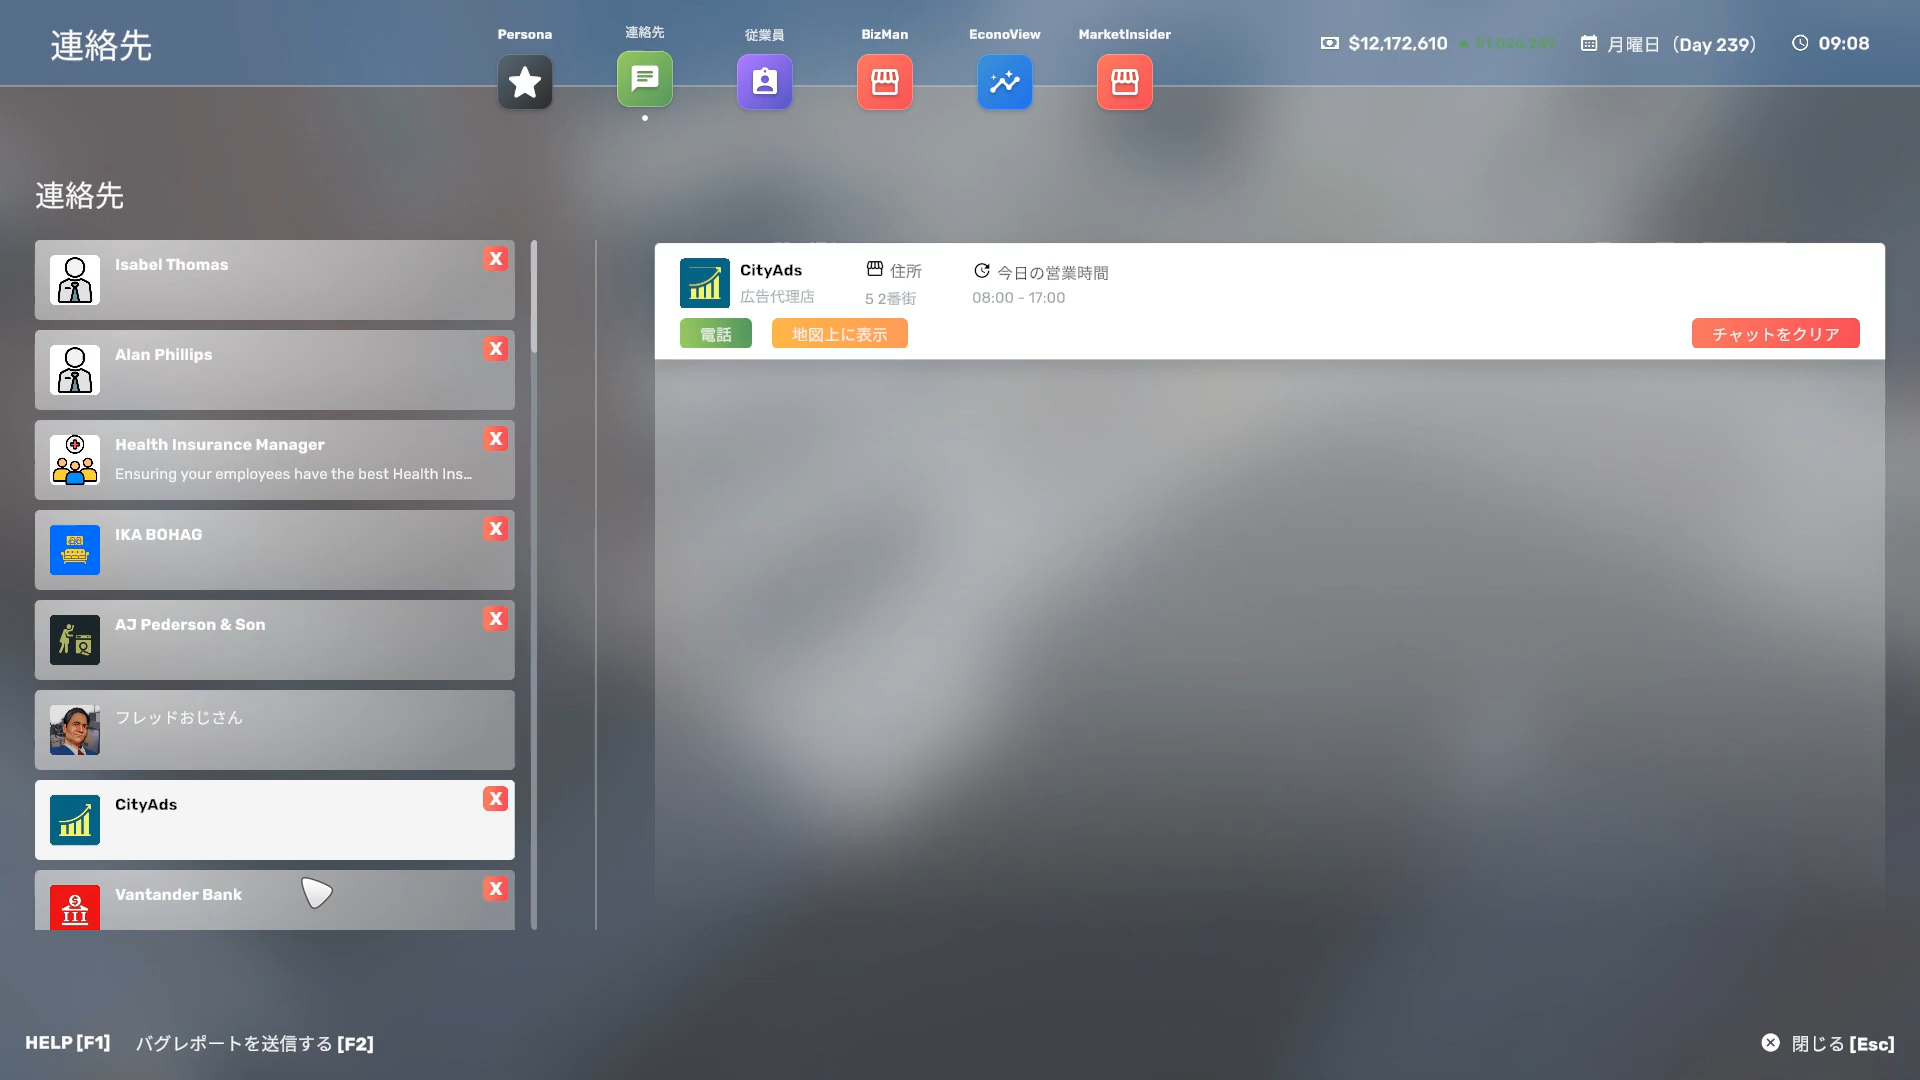 連絡先
Persona
連絡先
従業員
BizMan
EconoView
MarketInsider
$12,172,610
$1,026,249
月曜日 (Day 239)
09:08
連絡先
Isabel Thomas
X
Alan Phillips
X
Health Insurance Manager
Ensuring your employees have the best Health Ins...
X
IKA BOHAG
X
AJ Pederson & Son
X
フレッドおじさん
CityAds
X
Vantander Bank
X
CityAds
広告代理店
住所
5 2番街
今日の営業時間
08:00 - 17:00
電話
地図上に表示
チャットをクリア
HELP [F1]
バグレポートを送信する [F2]
閉じる [Esc]